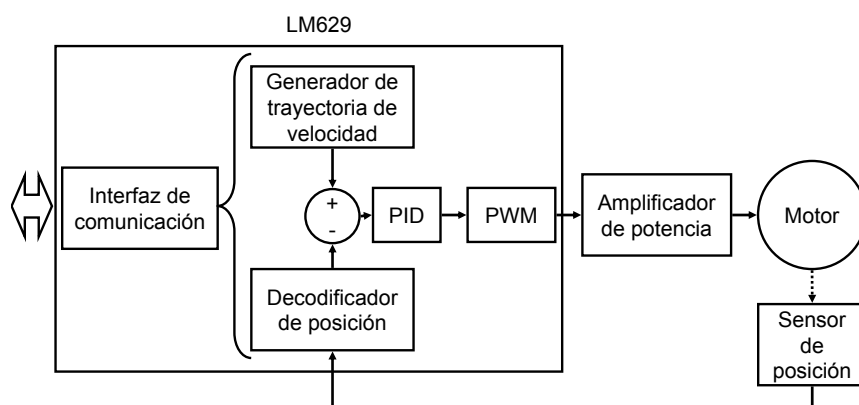 LM629
Generador de
trayectoria de
velocidad
Interfaz de
comunicación
+
-
PID
PWM
Amplificador
de potencia
Motor
Decodificador
de posición
Sensor
de
posición